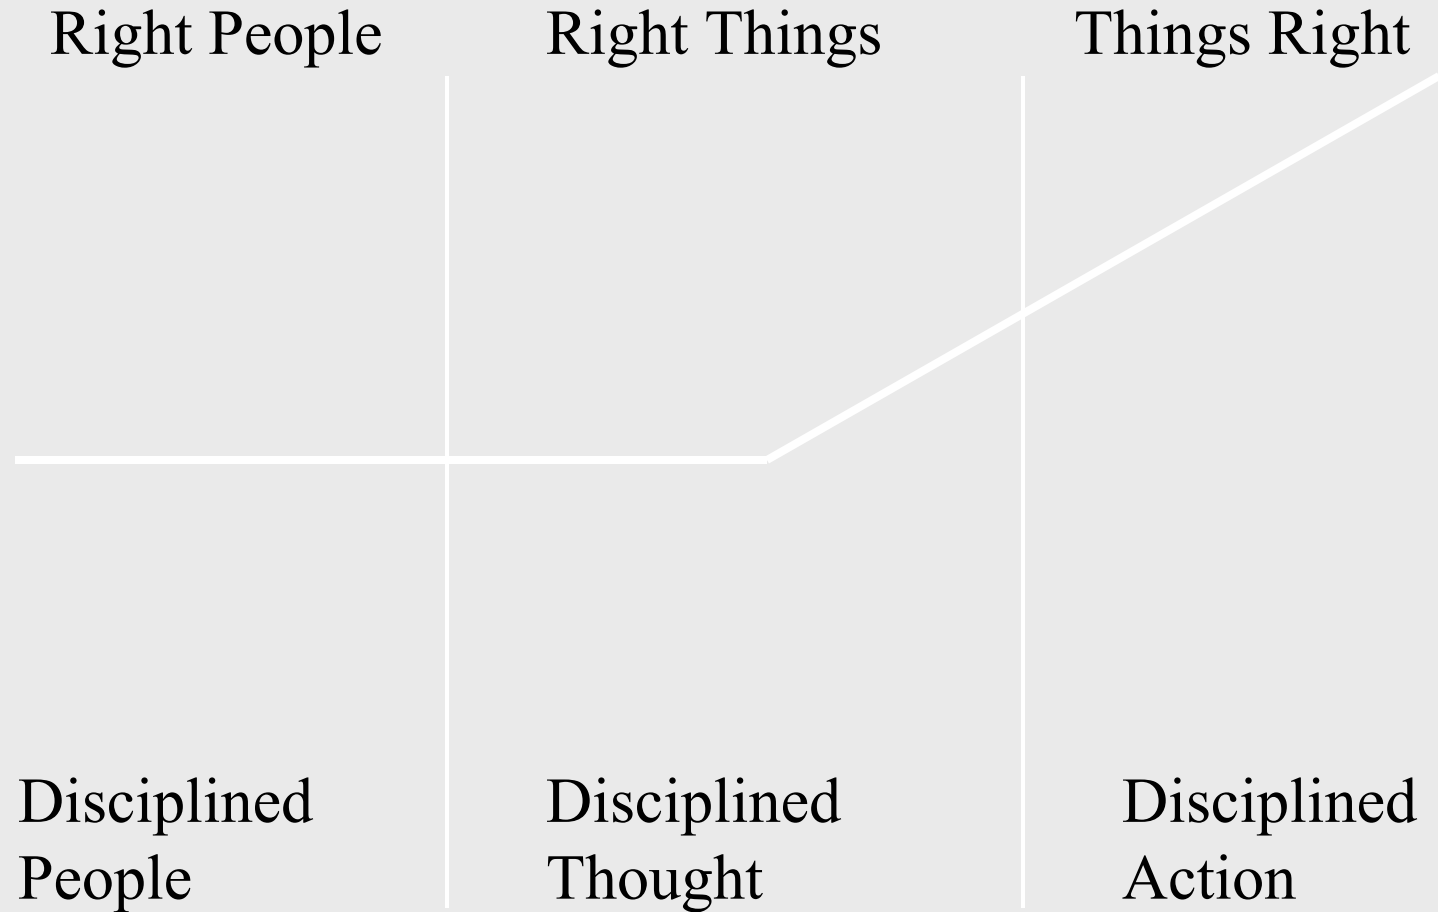 Right People
Right Things
Things Right
Disciplined
People
Disciplined
Thought
Disciplined
Action